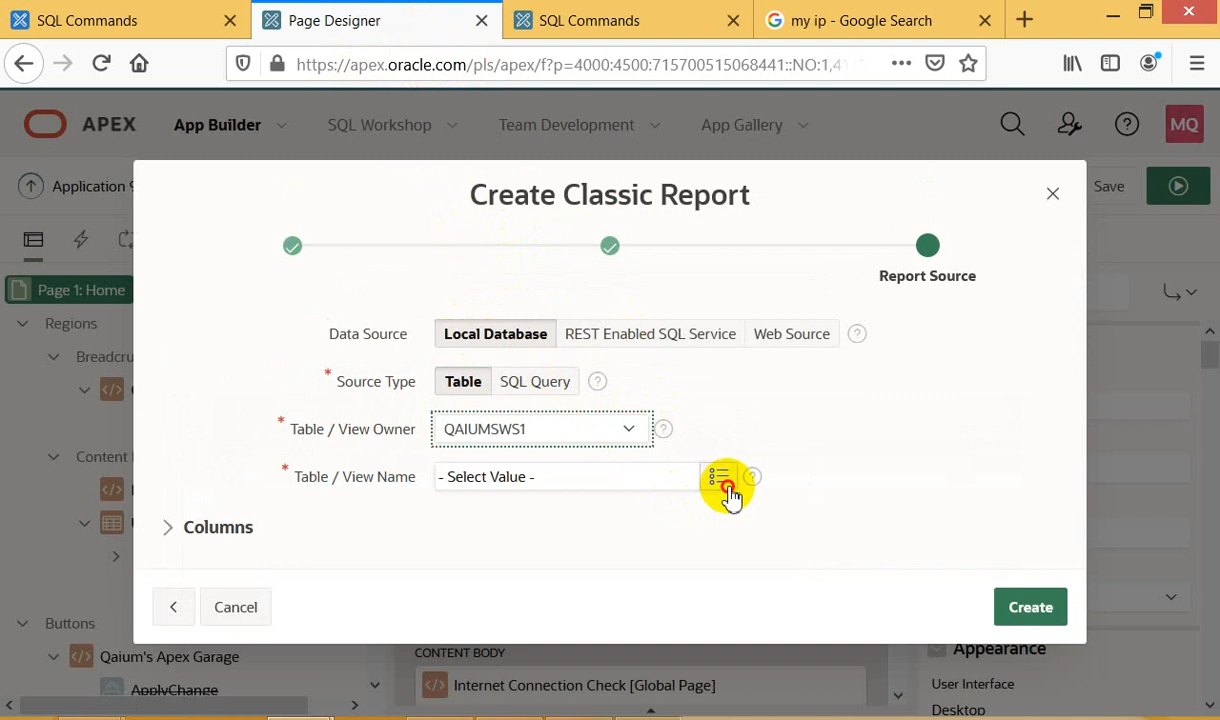 SQL Commands
Page Designer
SQL Commands
my ip - Google Search
https://apex.oracle.com/pls/apex/f?p=4000:4500:715700515068441::NO:1,4
APEX
App Builder
SQL Workshop
Team Development
App Gallery
MQ
Application 9
Save
Create Classic Report
Report Source
Page 1: Home
Regions
Data Source
Local Database
REST Enabled SQL Service
Web Source
Breadcru
* Source Type
Table
SQL Query
* Table / View Owner
QAIUMSWS1
Content
* Table / View Name
- Select Value -
Columns
Cancel
Create
Buttons
CONTENT BODY
Appearance
Qaium's Apex Garage
ApplyChange
Internet Connection Check [Global Page]
User Interface
Desktop